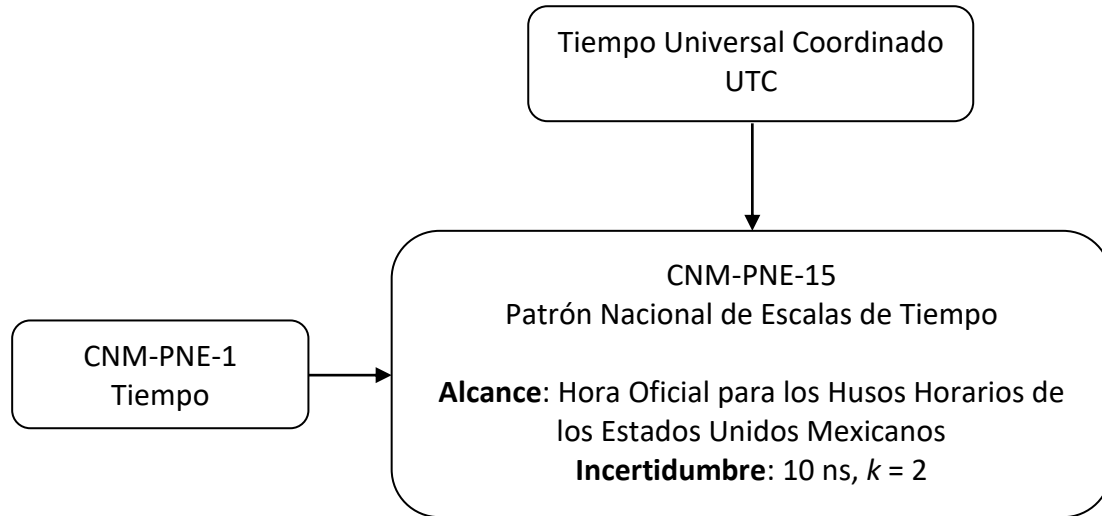 Tiempo Universal Coordinado
UTC
CNM-PNE-1
Tiempo
CNM-PNE-15
Patrón Nacional de Escalas de Tiempo
Alcance: Hora Oficial para los Husos Horarios de
los Estados Unidos Mexicanos
Incertidumbre: 10 ns, k = 2